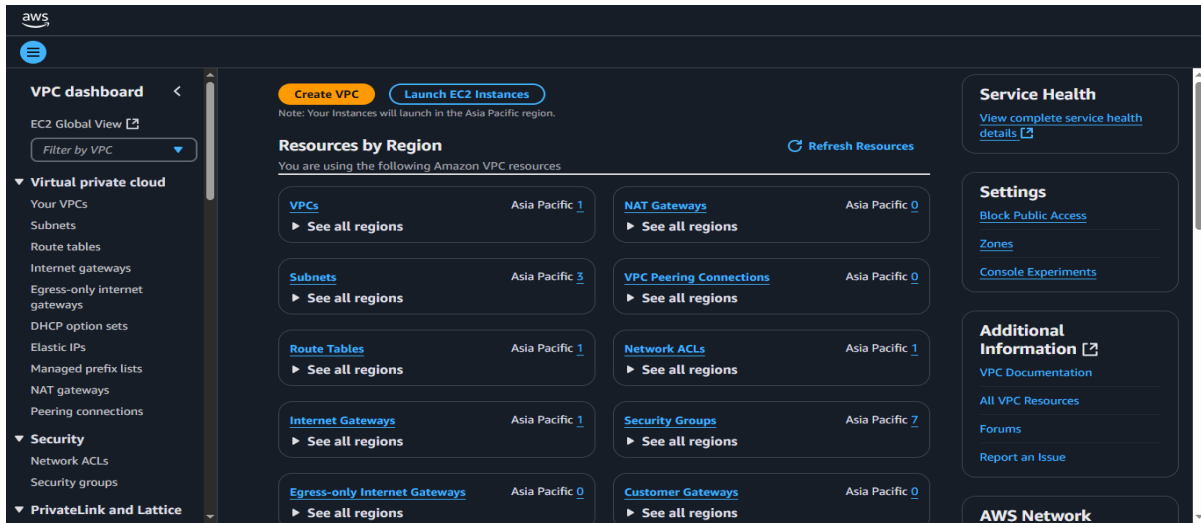 aws
VPC dashboard
EC2 Global View
Filter by VPC
Virtual private cloud
Your VPCs
Subnets
Route tables
Internet gateways
Egress-only internet
gateways
DHCP option sets
Elastic IPs
Managed prefix lists
NAT gateways
Peering connections
Security
Network ACLs
Security groups
PrivateLink and Lattice
Create VPC
Launch EC2 Instances
Note: Your Instances will launch in the Asia Pacific region.
Resources by Region
Refresh Resources
You are using the following Amazon VPC resources
VPCs
Asia Pacific 1
See all regions
NAT Gateways
Asia Pacific 0
See all regions
Subnets
Asia Pacific 3
See all regions
VPC Peering Connections
Asia Pacific 0
See all regions
Route Tables
Asia Pacific 1
See all regions
Network ACLs
Asia Pacific 1
See all regions
Internet Gateways
Asia Pacific 1
See all regions
Security Groups
Asia Pacific 7
See all regions
Egress-only Internet Gateways
Asia Pacific 0
See all regions
Customer Gateways
Asia Pacific 0
See all regions
Service Health
View complete service health
details
Settings
Block Public Access
Zones
Console Experiments
Additional
Information
VPC Documentation
All VPC Resources
Forums
Report an Issue
AWS Network